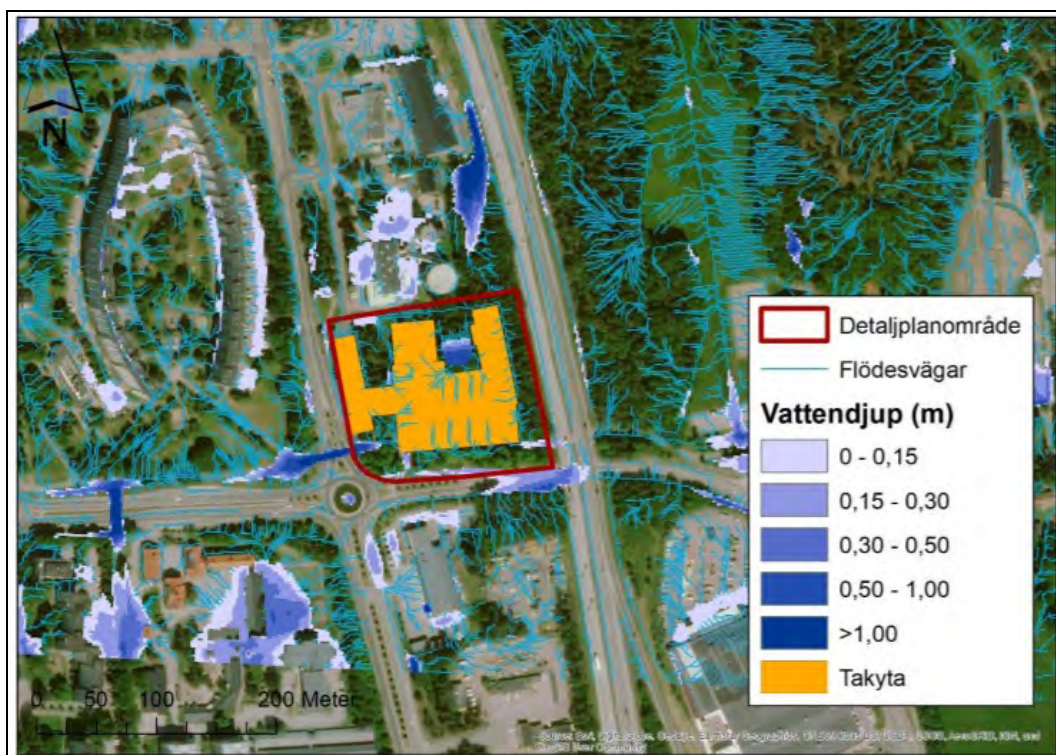 N
Detaljplanområde
Flödesvägar
Vattendjup (m)
0 - 0,15
0,15 - 0,30
0,30 - 0,50
0,50 - 1,00
>1,00
Takyta
0 50 100 200 Meter